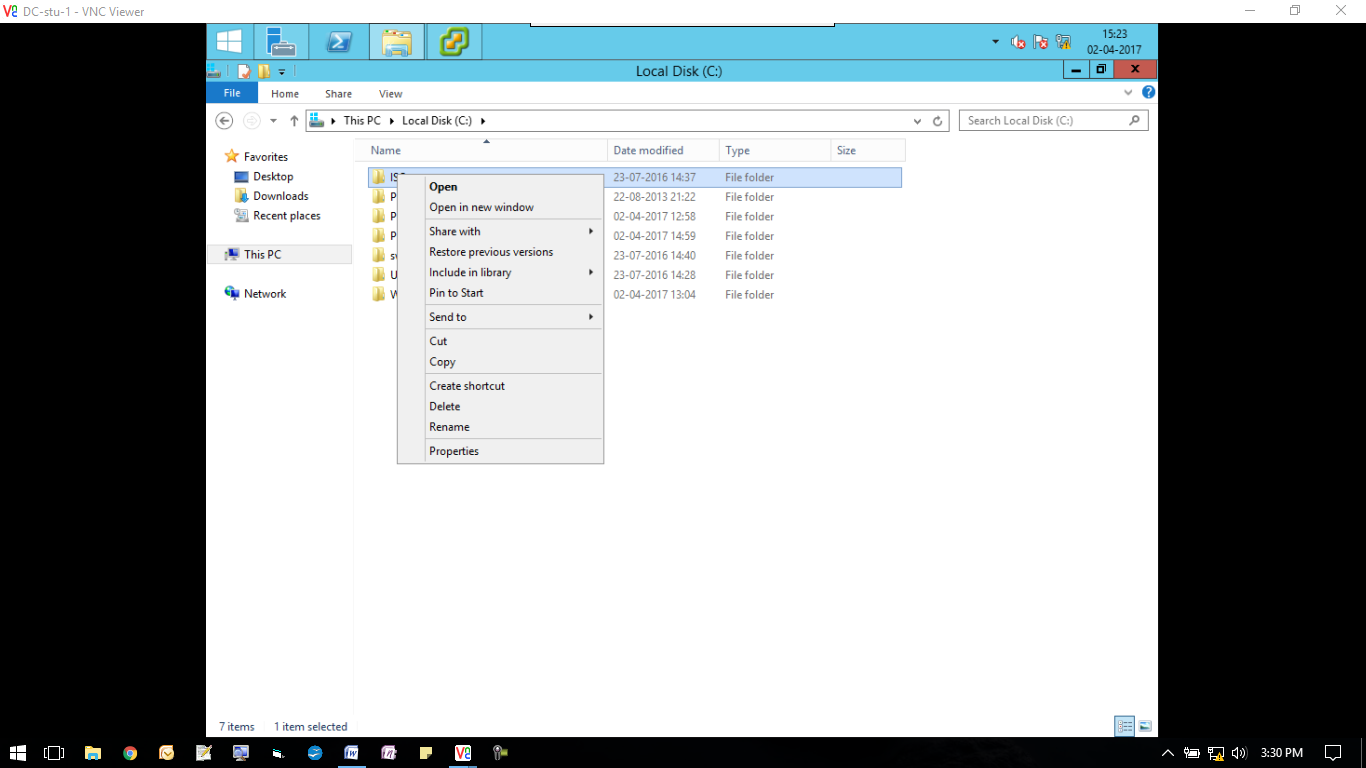 DC-stu-1 - VNC Viewer
15:23
02-04-2017
Local Disk (C:)
File Home Share View
This PC Local Disk (C:)
Search Local Disk (C:)
Name Date modified Type Size
Favorites
Desktop
Downloads
Recent places
This PC
Network
23-07-2016 14:37 File folder
22-08-2013 21:22 File folder
02-04-2017 12:58 File folder
02-04-2017 14:59 File folder
23-07-2016 14:40 File folder
23-07-2016 14:28 File folder
02-04-2017 13:04 File folder
Open
Open in new window
Share with
Restore previous versions
Include in library
Pin to Start
Send to
Cut
Copy
Create shortcut
Delete
Rename
Properties
7 items 1 item selected
3:30 PM